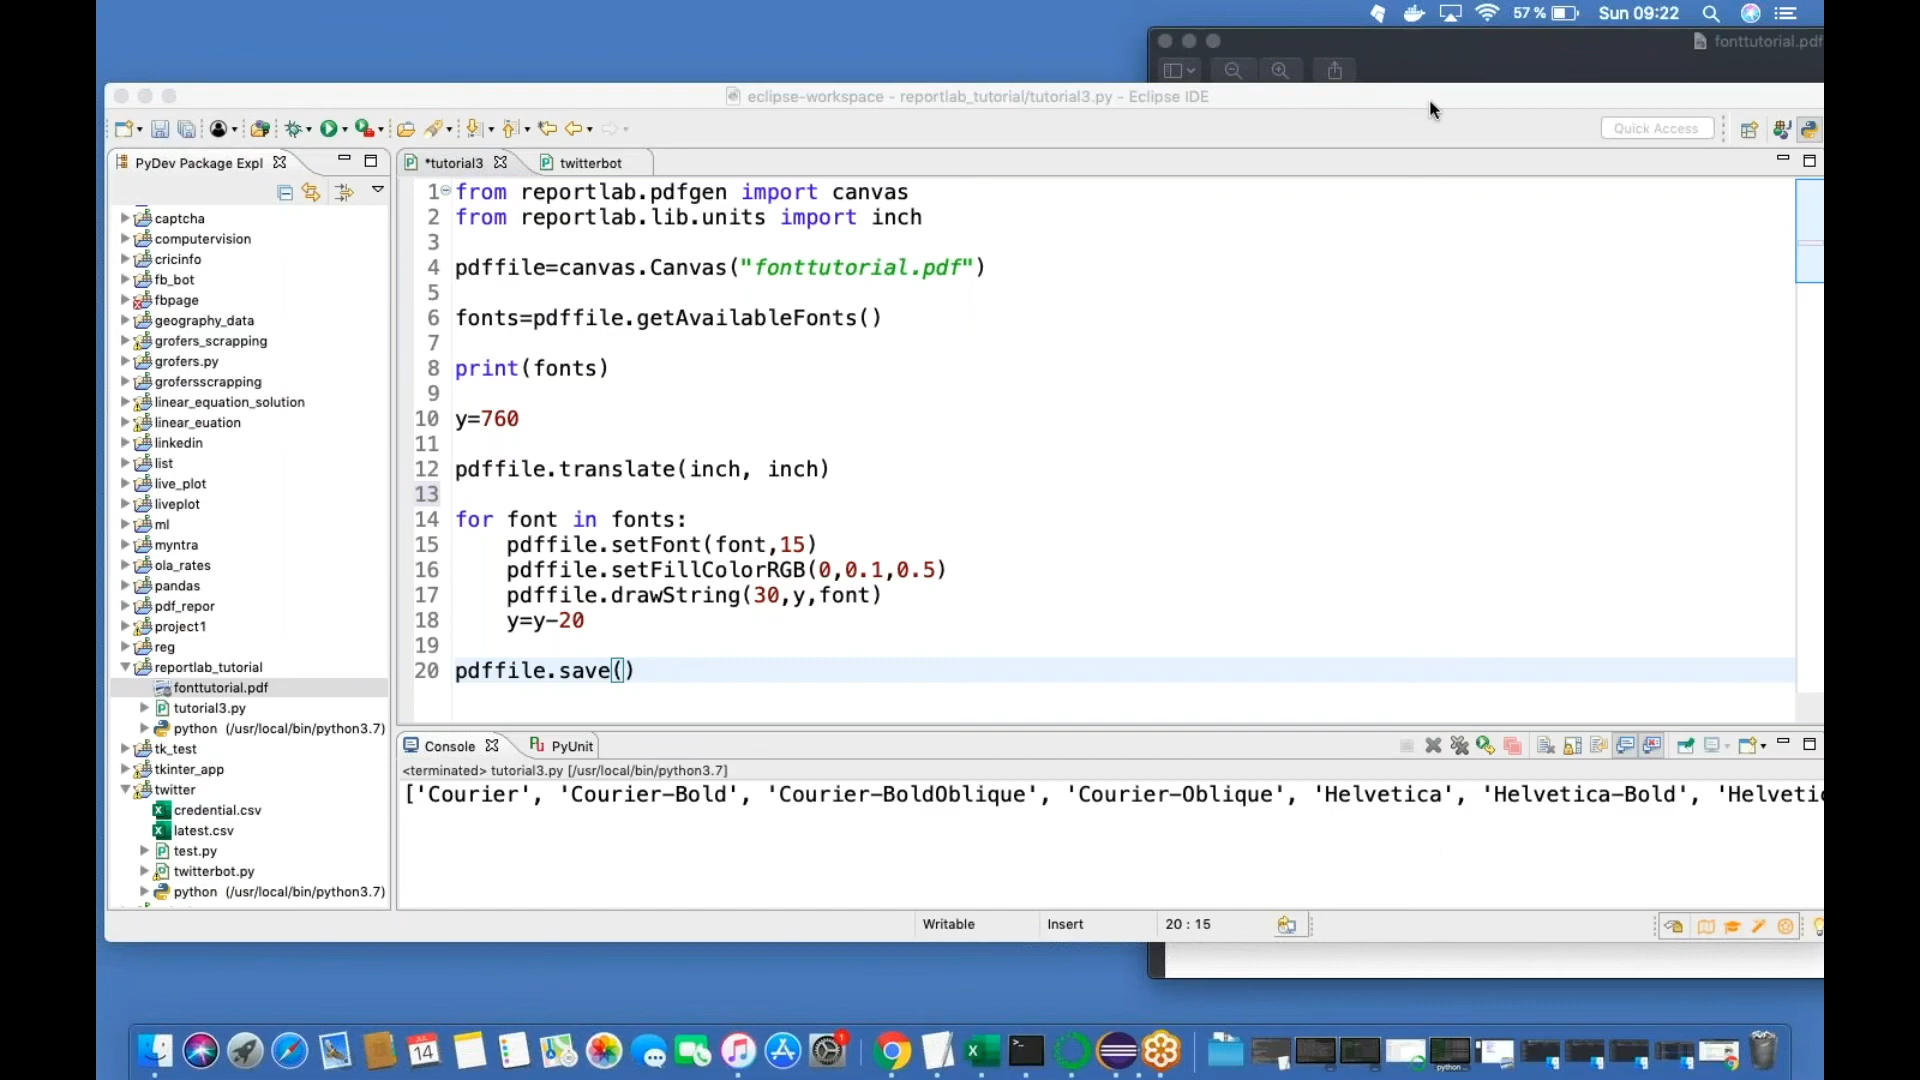 57 % Sun 09:22
fonttutorial.pdf
eclipse-workspace - reportlab_tutorial/tutorial3.py - Eclipse IDE
Quick Access
PyDev Package Expl
*tutorial3
twitterbot
captcha
computervision
cricinfo
fb_bot
fbpage
geography_data
grofers_scrapping
grofers.py
grofersscrapping
linear_equation_solution
linear_euation
linkedin
list
live_plot
liveplot
ml
myntra
ola_rates
pandas
pdf_repor
project1
reg
reportlab_tutorial
fonttutorial.pdf
tutorial3.py
python (/usr/local/bin/python3.7)
tk_test
tkinter_app
twitter
credential.csv
latest.csv
test.py
twitterbot.py
python (/usr/local/bin/python3.7)
1 from reportlab.pdfgen import canvas
2 from reportlab.lib.units import inch
3
4 pdffile=canvas.Canvas("fonttutorial.pdf")
5
6 fonts=pdffile.getAvailableFonts()
7
8 print(fonts)
9
10 y=760
11
12 pdffile.translate(inch, inch)
13
14 for font in fonts:
15 pdffile.setFont(font,15)
16 pdffile.setFillColorRGB(0,0.1,0.5)
17 pdffile.drawString(30,y,font)
18 y=y-20
19
20 pdffile.save()
Console
PyUnit
<terminated> tutorial3.py [/usr/local/bin/python3.7]
['Courier', 'Courier-Bold', 'Courier-BoldOblique', 'Courier-Oblique', 'Helvetica', 'Helvetica-Bold', 'Helvetic
Writable
Insert
20 : 15
JUL
14
1
python